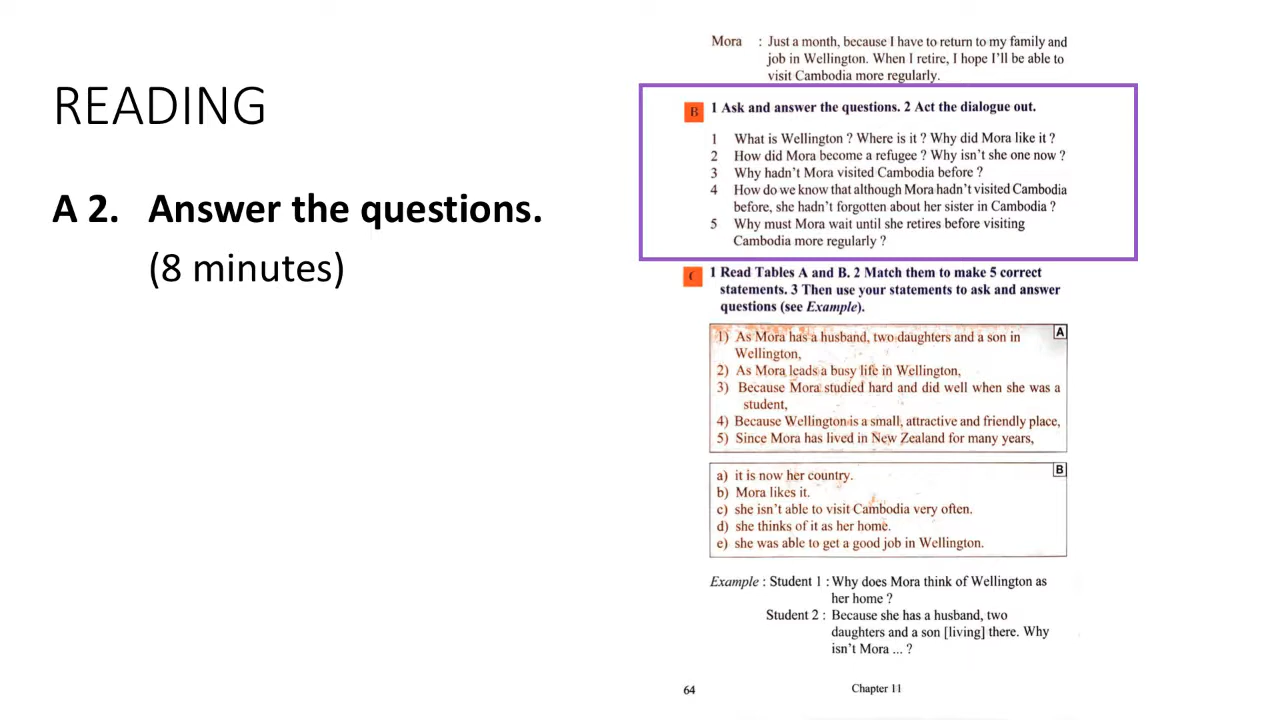 READING
A 2. Answer the questions.
(8 minutes)
Mora : Just a month, because I have to return to my family and
job in Wellington. When I retire, I hope I'll be able to
visit Cambodia more regularly.
B 1 Ask and answer the questions. 2 Act the dialogue out.
1 What is Wellington ? Where is it ? Why did Mora like it ?
2 How did Mora become a refugee ? Why isn't she one now ?
3 Why hadn't Mora visited Cambodia before ?
4 How do we know that although Mora hadn't visited Cambodia
before, she hadn't forgotten about her sister in Cambodia ?
5 Why must Mora wait until she retires before visiting
Cambodia more regularly ?
C 1 Read Tables A and B. 2 Match them to make 5 correct
statements. 3 Then use your statements to ask and answer
questions (see Example).
A
1) As Mora has a husband, two daughters and a son in
Wellington,
2) As Mora leads a busy life in Wellington,
3) Because Mora studied hard and did well when she was a
student,
4) Because Wellington is a small, attractive and friendly place,
5) Since Mora has lived in New Zealand for many years,
B
a) it is now her country.
b) Mora likes it.
c) she isn't able to visit Cambodia very often.
d) she thinks of it as her home.
e) she was able to get a good job in Wellington.
Example : Student 1 : Why does Mora think of Wellington as
her home ?
Student 2 : Because she has a husband, two
daughters and a son [living] there. Why
isn't Mora ... ?
64 Chapter 11